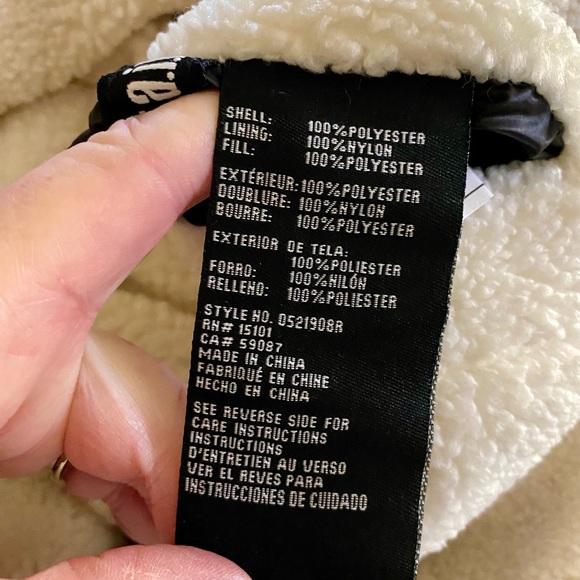 SHELL: 100%POLYESTER
LINING: 100%NYLON
FILL: 100%POLYESTER
EXTÉRIEUR: 100%POLYESTER
DOUBLURE: 100%NYLON
BOURRE: 100%POLYESTER
EXTERIOR DE TELA:
100%POLIESTER
FORRO: 100%NILÓN
RELLENO: 100%POLIESTER
STYLE NO. 0521908R
RN# 15101
CA# 59087
MADE IN CHINA
FABRIQUÉ EN CHINE
HECHO EN CHINA
SEE REVERSE SIDE FOR
CARE INSTRUCTIONS
INSTRUCTIONS
D'ENTRETIEN AU VERSO
VER EL REVES PARA
INSTRUCCIONES DE CUIDADO